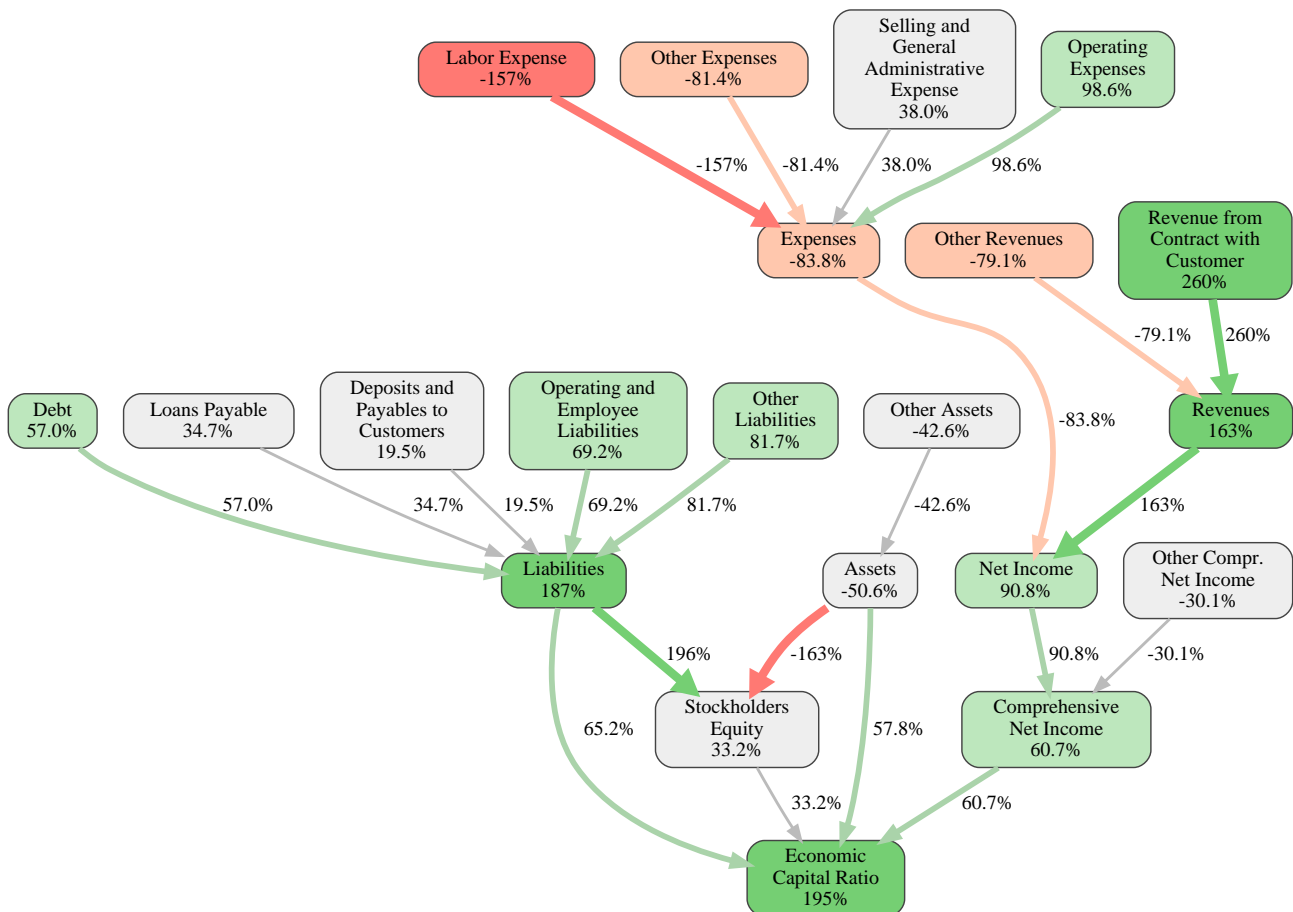 Labor Expense
-157%
Other Expenses
-81.4%
Selling and
General
Administrative
Expense
38.0%
Operating
Expenses
98.6%
-157%
-81.4%
38.0%
98.6%
Expenses
-83.8%
Other Revenues
-79.1%
Revenue from
Contract with
Customer
260%
-79.1%
260%
Debt
57.0%
Loans Payable
34.7%
Deposits and
Payables to
Customers
19.5%
Operating and
Employee
Liabilities
69.2%
Other
Liabilities
81.7%
Other Assets
-42.6%
-83.8%
Revenues
163%
57.0%
34.7%
19.5%
69.2%
81.7%
-42.6%
163%
Liabilities
187%
Assets
-50.6%
Net Income
90.8%
Other Compr.
Net Income
-30.1%
196%
-163%
90.8%
-30.1%
Stockholders
Equity
33.2%
Comprehensive
Net Income
60.7%
65.2%
57.8%
33.2%
60.7%
Economic
Capital Ratio
195%